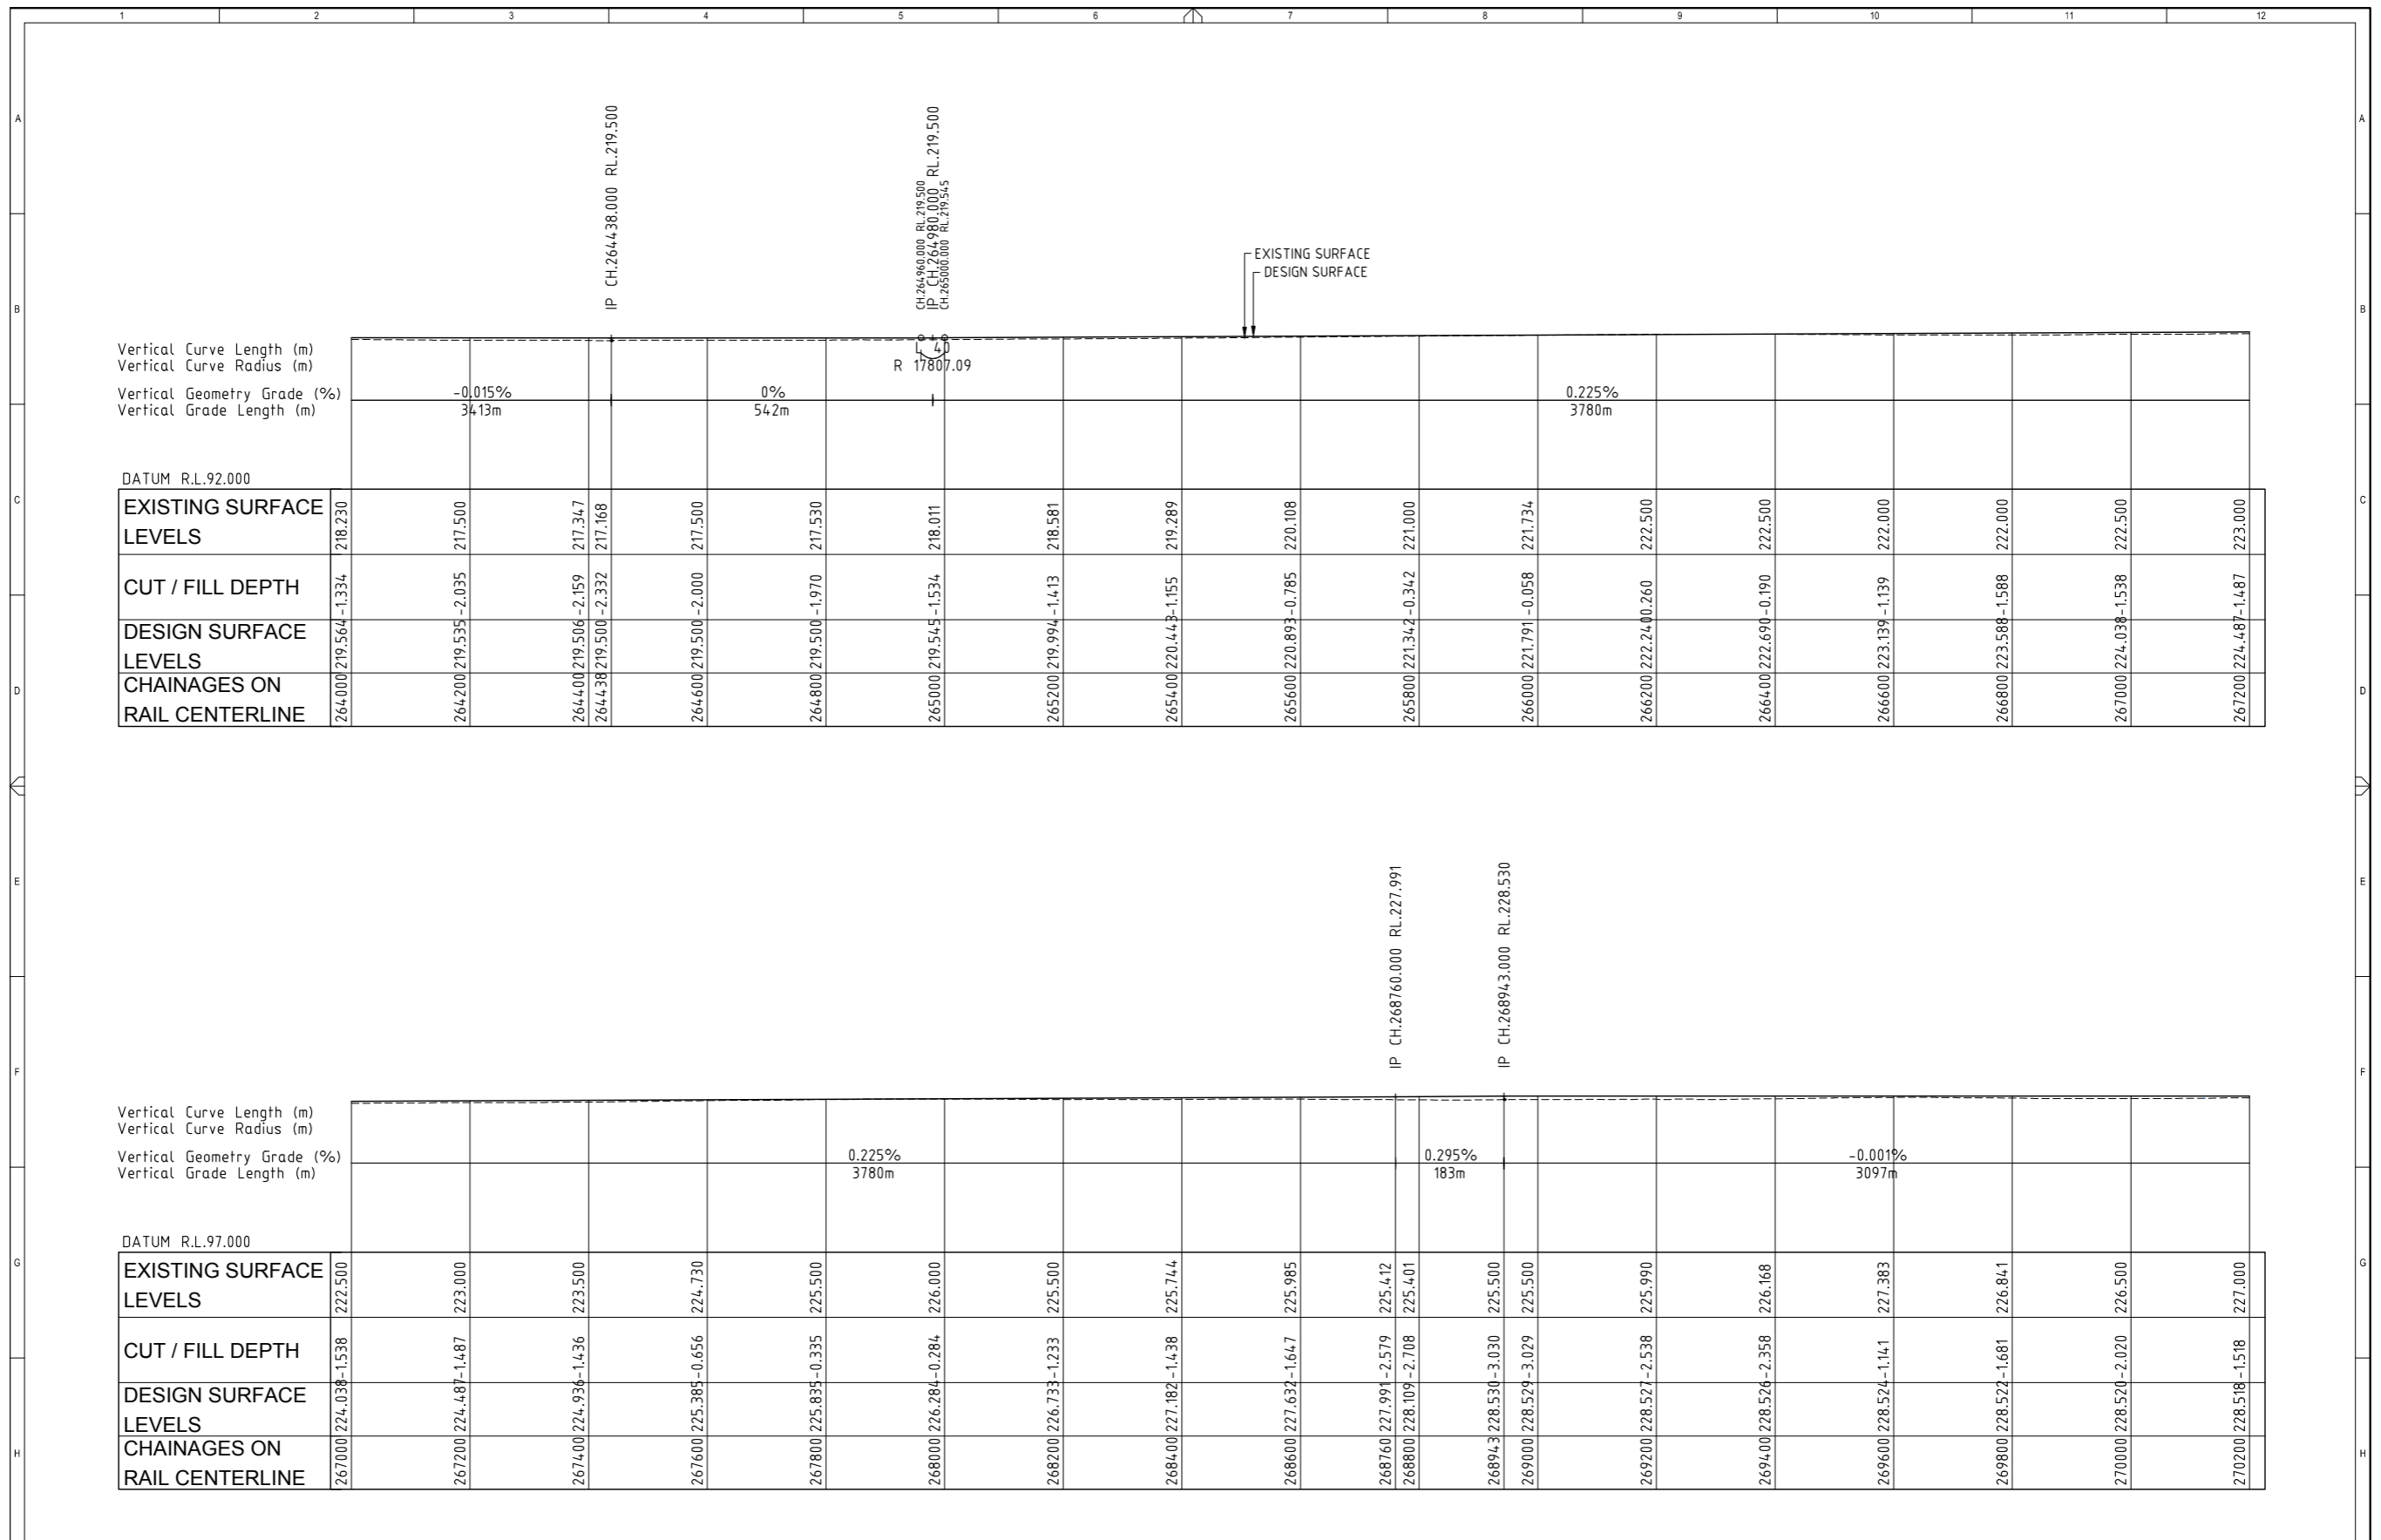 1 2 3 4 5 6 7 8 9 10 11 12
A A
B B
C C
D D
E E
F F
G G
H H
IP CH.264438.000 RL.219.500
CH.264960.000 RL.219.500
IP CH.264980.000 RL.219.500
CH.265000.000 RL.219.545
EXISTING SURFACE
DESIGN SURFACE
Vertical Curve Length (m) L 40
Vertical Curve Radius (m) R 17807.09
Vertical Geometry Grade (%) -0.015% 0% 0.225%
Vertical Grade Length (m) 3413m 542m 3780m
DATUM R.L.92.000
EXISTING SURFACE
LEVELS
218.230 217.500 217.347 217.168 217.500 217.530 218.011 218.581 219.289 220.108 221.000 221.734 222.500 222.500 222.000 222.000 222.500 223.000
CUT / FILL DEPTH
-1.334 -2.035 -2.159 -2.332 -2.000 -1.970 -1.534 -1.413 -1.155 -0.785 -0.342 -0.058 0.260 -0.190 -1.139 -1.588 -1.538 -1.487
DESIGN SURFACE
LEVELS
219.564 219.535 219.506 219.500 219.500 219.500 219.545 219.994 220.443 220.893 221.342 221.791 222.240 222.690 223.139 223.588 224.038 224.487
CHAINAGES ON
RAIL CENTERLINE
264000 264200 264400 264438 264600 264800 265000 265200 265400 265600 265800 266000 266200 266400 266600 266800 267000 267200
IP CH.268760.000 RL.227.991
IP CH.268943.000 RL.228.530
Vertical Curve Length (m)
Vertical Curve Radius (m)
Vertical Geometry Grade (%) 0.225% 0.295% -0.001%
Vertical Grade Length (m) 3780m 183m 3097m
DATUM R.L.97.000
EXISTING SURFACE
LEVELS
222.500 223.000 223.500 224.730 225.500 226.000 225.500 225.744 225.985 225.412 225.401 225.500 225.500 225.990 226.168 227.383 226.841 226.500 227.000
CUT / FILL DEPTH
-1.538 -1.487 -1.436 -0.656 -0.335 -0.284 -1.233 -1.438 -1.647 -2.579 -2.708 -3.030 -3.029 -2.538 -2.358 -1.141 -1.681 -2.020 -1.518
DESIGN SURFACE
LEVELS
224.038 224.487 224.936 225.385 225.835 226.284 226.733 227.182 227.632 227.991 228.109 228.530 228.529 228.527 228.526 228.524 228.522 228.520 228.518
CHAINAGES ON
RAIL CENTERLINE
267000 267200 267400 267600 267800 268000 268200 268400 268600 268760 268800 268943 269000 269200 269400 269600 269800 270000 270200